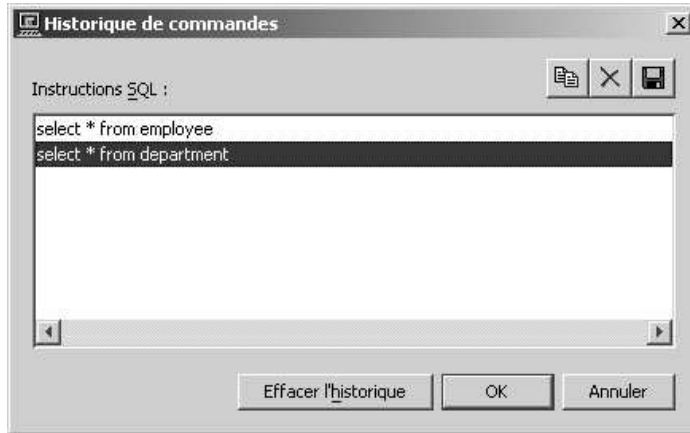 Historique de commandes
Instructions SQL :
select * from employee
select * from department
Effacer l'historique
OK
Annuler